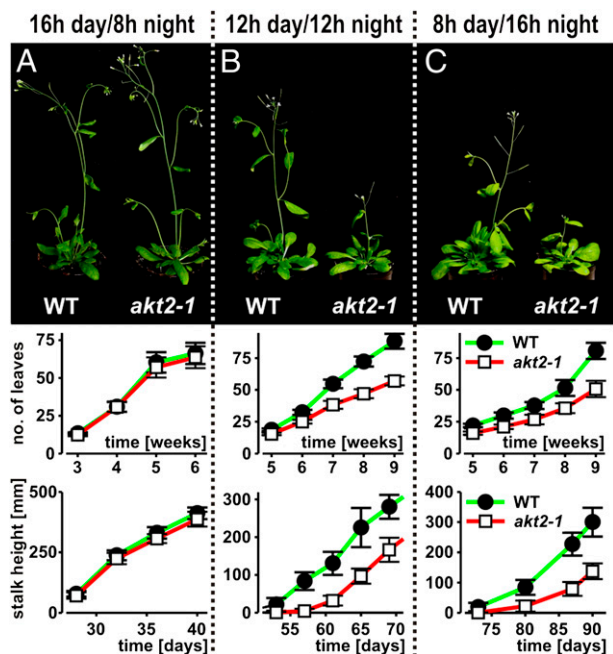 16h day/8h night 12h day/12h night 8h day/16h night
A B C
WT akt2-1 WT akt2-1 WT akt2-1
no. of leaves
75
50
25
0
time [weeks]
3 4 5 6
75
50
25
0
time [weeks]
5 6 7 8 9
WT
akt2-1
75
50
25
0
time [weeks]
5 6 7 8 9
stalk height [mm]
500
250
0
30 35 40
time [days]
300
200
100
0
55 60 65 70
time [days]
WT
akt2-1
400
300
200
100
0
75 80 85 90
time [days]